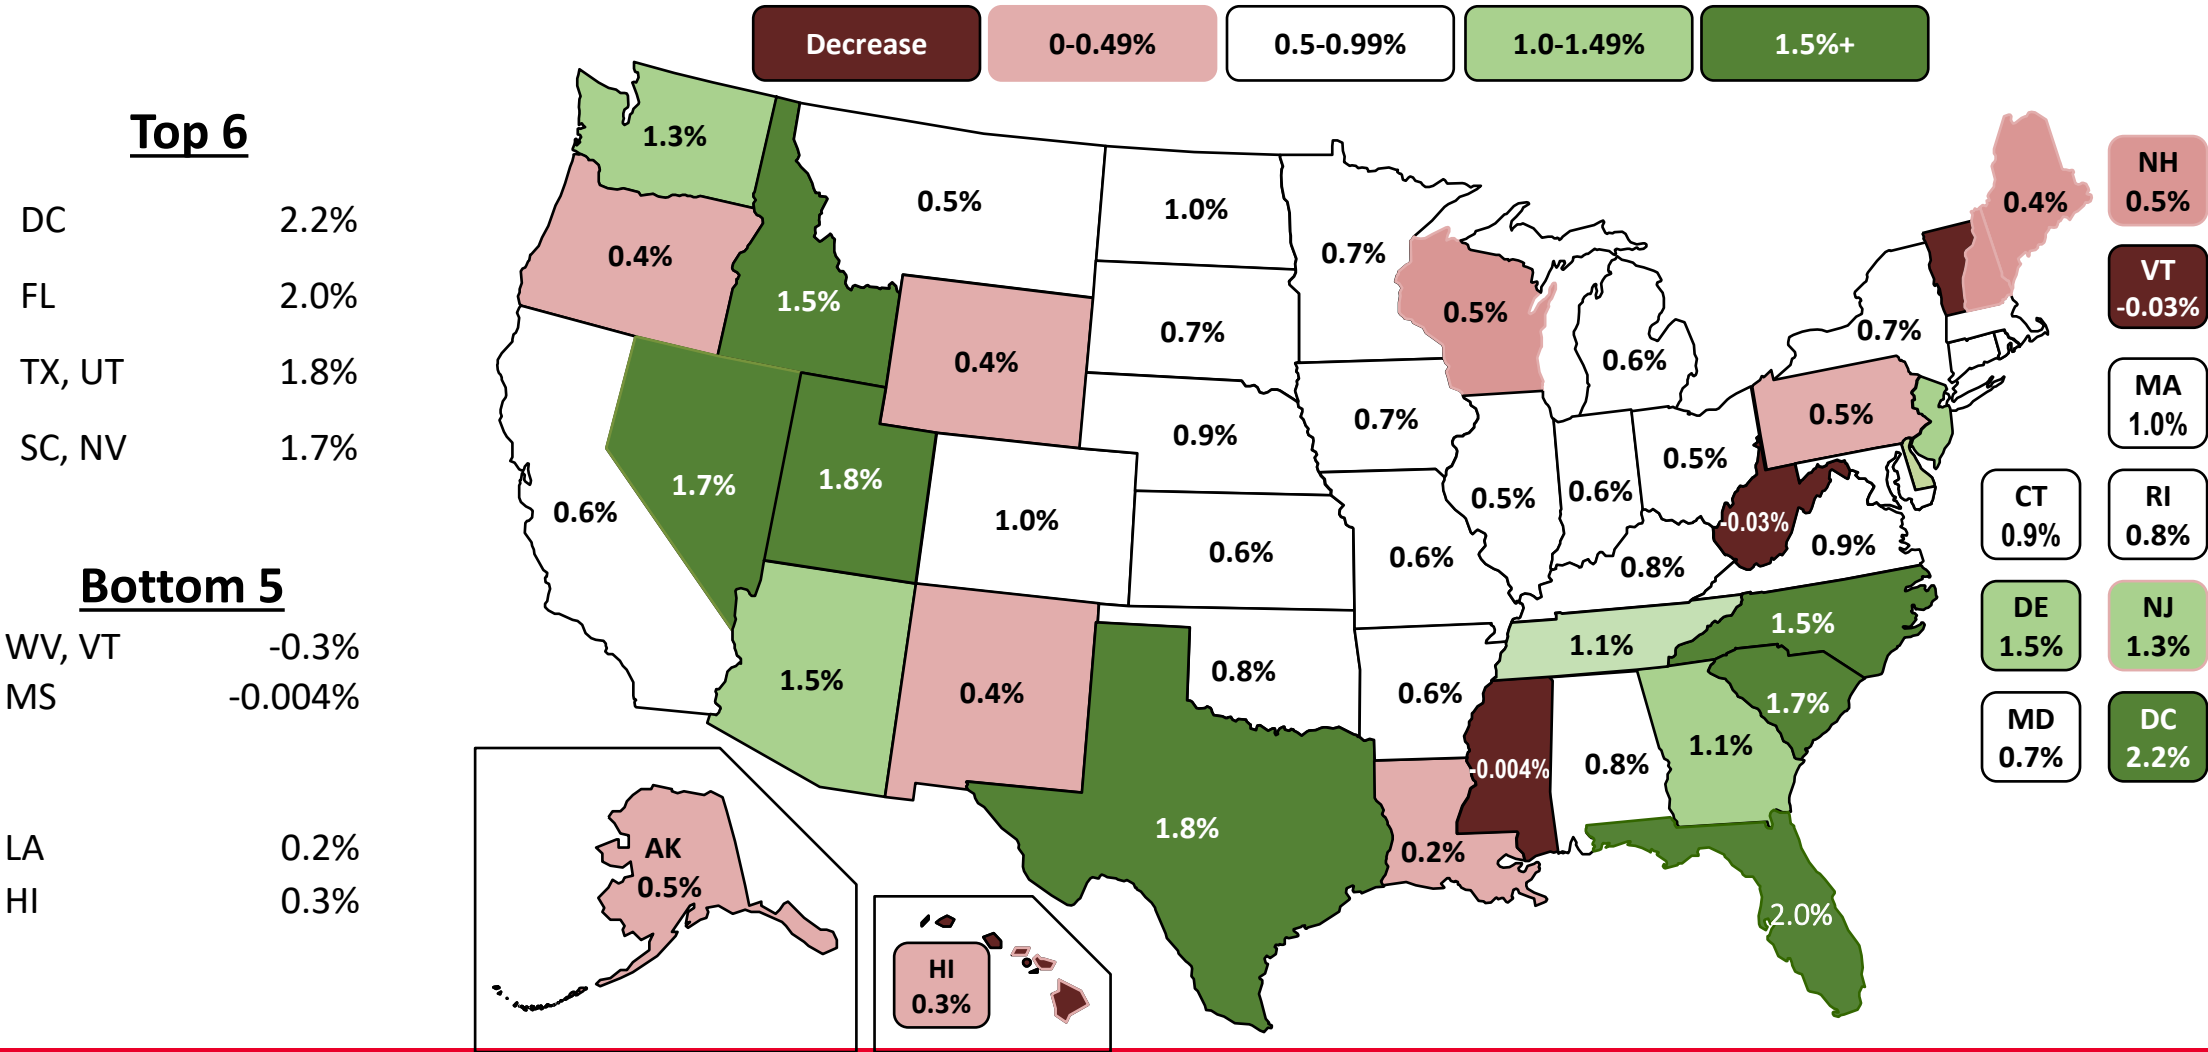 Decrease
0-0.49%
0.5-0.99%
1.0-1.49%
1.5%+
Top 6
DC 2.2%
FL 2.0%
TX, UT 1.8%
SC, NV 1.7%
Bottom 5
WV, VT -0.3%
MS -0.004%
LA 0.2%
HI 0.3%
1.3%
0.4%
1.5%
0.5%
0.4%
1.0%
0.7%
0.9%
0.6%
0.6%
1.7%
1.8%
1.0%
1.5%
0.4%
0.8%
1.8%
0.7%
0.5%
0.7%
0.6%
0.6%
0.2%
0.6%
0.5%
0.6%
0.5%
0.8%
1.1%
-0.004%
0.8%
1.1%
2.0%
1.7%
1.5%
0.9%
-0.03%
0.5%
0.7%
0.4%
NH
0.5%
VT
-0.03%
MA
1.0%
CT
0.9%
RI
0.8%
DE
1.5%
NJ
1.3%
MD
0.7%
DC
2.2%
AK
0.5%
HI
0.3%